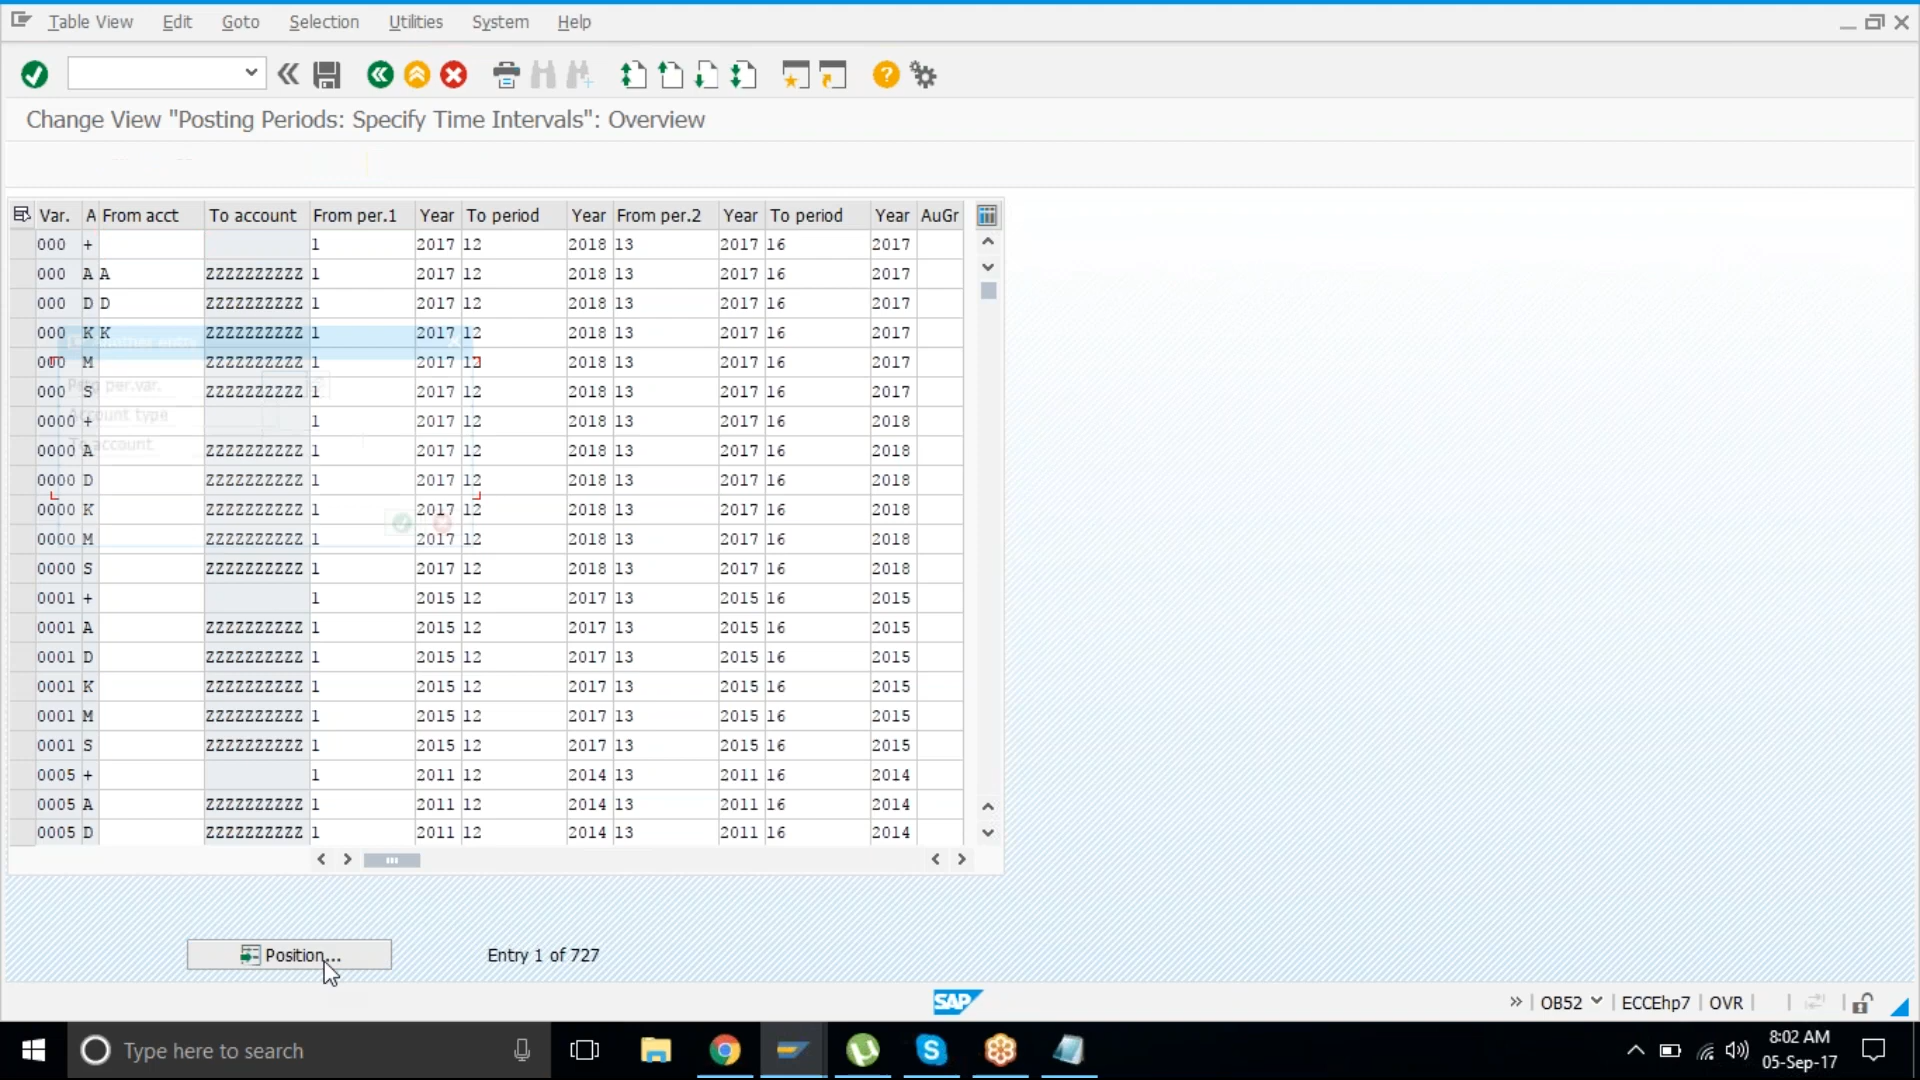 Table View Edit Goto Selection Utilities System Help
Change View "Posting Periods: Specify Time Intervals": Overview
Var. A From acct To account From per.1 Year To period Year From per.2 Year To period Year AuGr
000 + 1 2017 12 2018 13 2017 16 2017
000 A A ZZZZZZZZZZ 1 2017 12 2018 13 2017 16 2017
000 D D ZZZZZZZZZZ 1 2017 12 2018 13 2017 16 2017
000 K K ZZZZZZZZZZ 1 2017 12 2018 13 2017 16 2017
Another entry
000 M ZZZZZZZZZZ 1 2017 12 2018 13 2017 16 2017
Pstg per.var.
000 S ZZZZZZZZZZ 1 2017 12 2018 13 2017 16 2017
Account type
0000 + 1 2017 12 2018 13 2017 16 2018
To account
0000 A ZZZZZZZZZZ 1 2017 12 2018 13 2017 16 2018
0000 D ZZZZZZZZZZ 1 2017 12 2018 13 2017 16 2018
0000 K ZZZZZZZZZZ 1 2017 12 2018 13 2017 16 2018
0000 M ZZZZZZZZZZ 1 2017 12 2018 13 2017 16 2018
0000 S ZZZZZZZZZZ 1 2017 12 2018 13 2017 16 2018
0001 + 1 2015 12 2017 13 2015 16 2015
0001 A ZZZZZZZZZZ 1 2015 12 2017 13 2015 16 2015
0001 D ZZZZZZZZZZ 1 2015 12 2017 13 2015 16 2015
0001 K ZZZZZZZZZZ 1 2015 12 2017 13 2015 16 2015
0001 M ZZZZZZZZZZ 1 2015 12 2017 13 2015 16 2015
0001 S ZZZZZZZZZZ 1 2015 12 2017 13 2015 16 2015
0005 + 1 2011 12 2014 13 2011 16 2014
0005 A ZZZZZZZZZZ 1 2011 12 2014 13 2011 16 2014
0005 D ZZZZZZZZZZ 1 2011 12 2014 13 2011 16 2014
Position... Entry 1 of 727
SAP OB52 ECCEhp7 OVR
Type here to search
8:02 AM
05-Sep-17